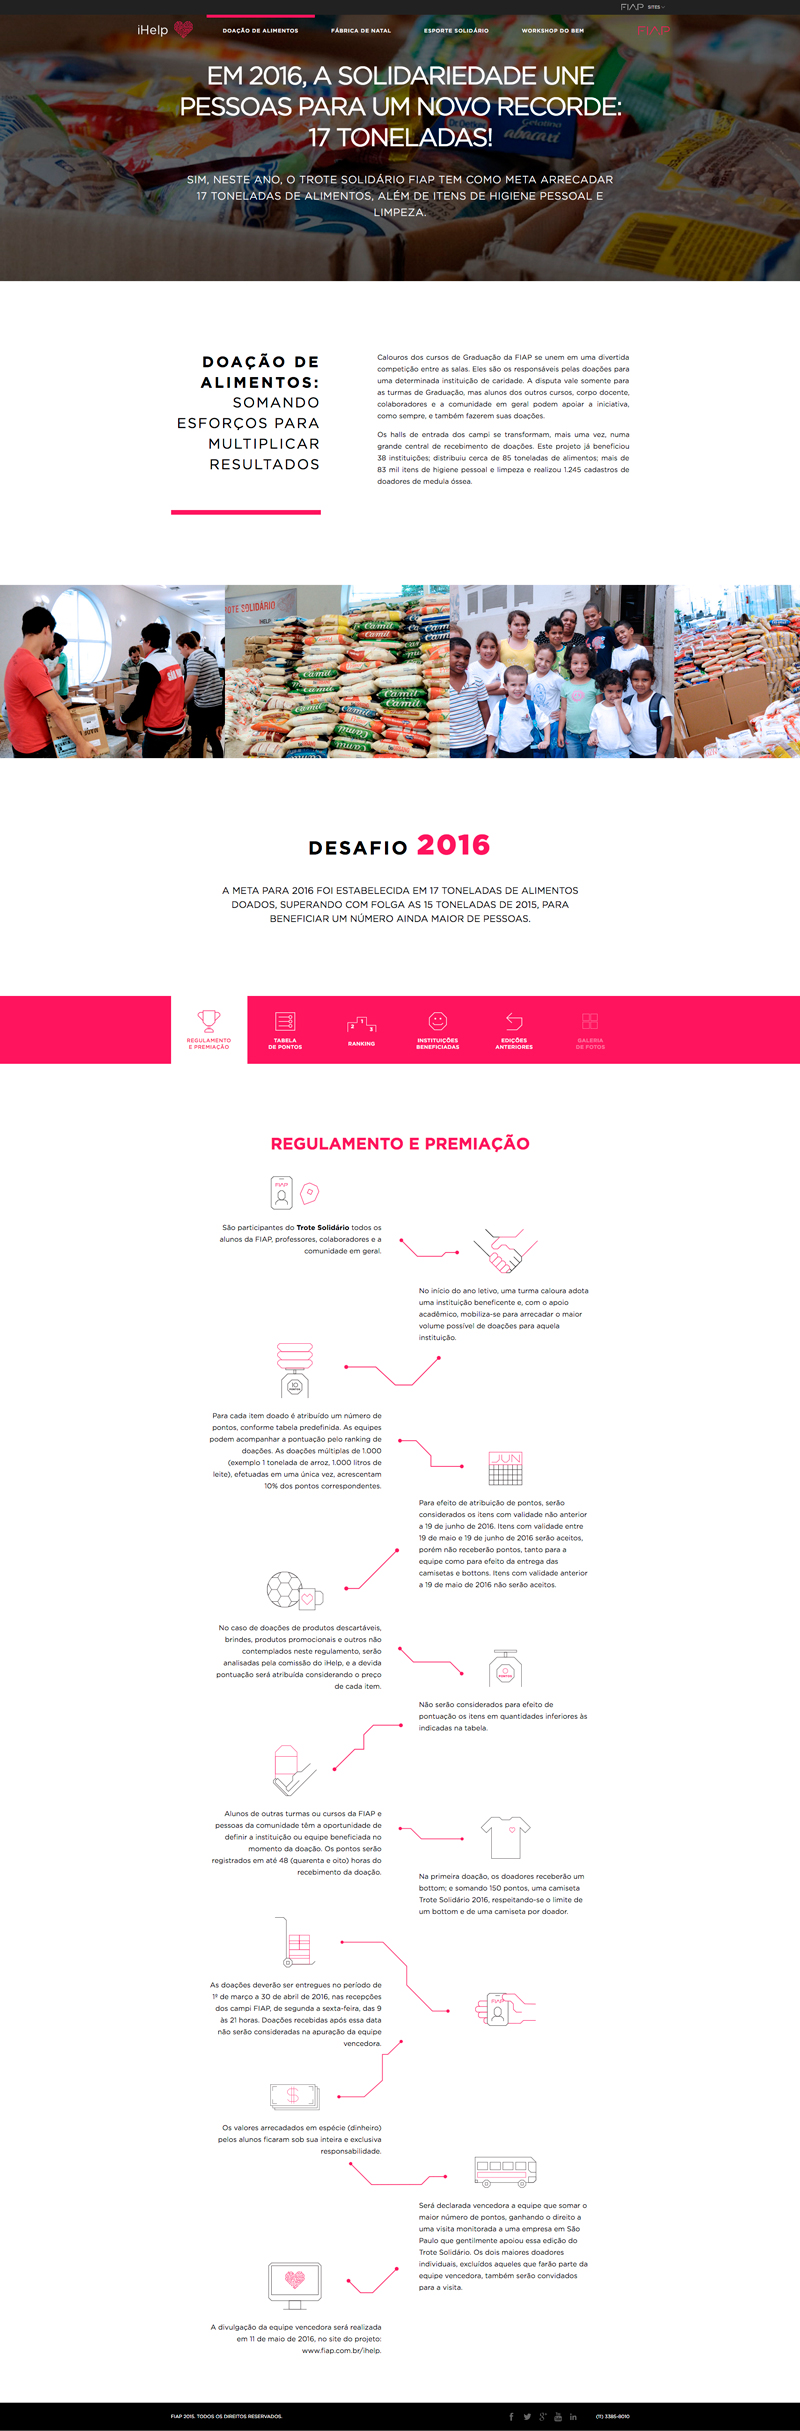 FIAP SITES
iHelp
DOAÇÃO DE ALIMENTOS
FÁBRICA DE NATAL
ESPORTE SOLIDÁRIO
WORKSHOP DO BEM
FIAP
EM 2016, A SOLIDARIEDADE UNE
PESSOAS PARA UM NOVO RECORDE:
17 TONELADAS!
SIM, NESTE ANO, O TROTE SOLIDÁRIO FIAP TEM COMO META ARRECADAR
17 TONELADAS DE ALIMENTOS, ALÉM DE ITENS DE HIGIENE PESSOAL E
LIMPEZA.
Dr. Oetker
Gelatina
abacaxi
DOAÇÃO DE
ALIMENTOS:
SOMANDO
ESFORÇOS PARA
MULTIPLICAR
RESULTADOS
Calouros dos cursos de Graduação da FIAP se unem em uma divertida
competição entre as salas. Eles são os responsáveis pelas doações para
uma determinada instituição de caridade. A disputa vale somente para
as turmas de Graduação, mas alunos dos outros cursos, corpo docente,
colaboradores e a comunidade em geral podem apoiar a iniciativa,
como sempre, e também fazerem suas doações.
Os halls de entrada dos campi se transformam, mais uma vez, numa
grande central de recebimento de doações. Este projeto já beneficiou
38 instituições; distribuiu cerca de 85 toneladas de alimentos; mais de
83 mil itens de higiene pessoal e limpeza e realizou 1.245 cadastros de
doadores de medula óssea.
ROTE SOLIDÁRIO
HELP
Camil
Camil
Camil
Camil
DESAFIO 2016
A META PARA 2016 FOI ESTABELECIDA EM 17 TONELADAS DE ALIMENTOS
DOADOS, SUPERANDO COM FOLGA AS 15 TONELADAS DE 2015, PARA
BENEFICIAR UM NÚMERO AINDA MAIOR DE PESSOAS.
REGULAMENTO
E PREMIAÇÃO
TABELA
DE PONTOS
2 1 3
RANKING
INSTITUIÇÕES
BENEFICIADAS
EDIÇÕES
ANTERIORES
GALERIA
DE FOTOS
REGULAMENTO E PREMIAÇÃO
FIAP
São participantes do Trote Solidário todos os
alunos da FIAP, professores, colaboradores e a
comunidade em geral.
No início do ano letivo, uma turma caloura adota
uma instituição beneficente e, com o apoio
acadêmico, mobiliza-se para arrecadar o maior
volume possível de doações para aquela
instituição.
10
PONTOS
Para cada item doado é atribuído um número de
pontos, conforme tabela predefinida. As equipes
podem acompanhar a pontuação pelo ranking de
doações. As doações múltiplas de 1.000
(exemplo 1 tonelada de arroz, 1.000 litros de
leite), efetuadas em uma única vez, acrescentam
10% dos pontos correspondentes.
JUN
Para efeito de atribuição de pontos, serão
considerados os itens com validade não anterior
a 19 de junho de 2016. Itens com validade entre
19 de maio e 19 de junho de 2016 serão aceitos,
porém não receberão pontos, tanto para a
equipe como para efeito da entrega das
camisetas e bottons. Itens com validade anterior
a 19 de maio de 2016 não serão aceitos.
No caso de doações de produtos descartáveis,
brindes, produtos promocionais e outros não
contemplados neste regulamento, serão
analisadas pela comissão do iHelp, e a devida
pontuação será atribuída considerando o preço
de cada item.
0
PONTOS
Não serão considerados para efeito de
pontuação os itens em quantidades inferiores às
indicadas na tabela.
Alunos de outras turmas ou cursos da FIAP e
pessoas da comunidade têm a oportunidade de
definir a instituição ou equipe beneficiada no
momento da doação. Os pontos serão
registrados em até 48 (quarenta e oito) horas do
recebimento da doação.
Na primeira doação, os doadores receberão um
bottom; e somando 150 pontos, uma camiseta
Trote Solidário 2016, respeitando-se o limite de
um bottom e de uma camiseta por doador.
As doações deverão ser entregues no período de
1º de março a 30 de abril de 2016, nas recepções
dos campi FIAP, de segunda a sexta-feira, das 9
às 21 horas. Doações recebidas após essa data
não serão consideradas na apuração da equipe
vencedora.
FIAP
$
Os valores arrecadados em espécie (dinheiro)
pelos alunos ficaram sob sua inteira e exclusiva
responsabilidade.
Será declarada vencedora a equipe que somar o
maior número de pontos, ganhando o direito a
uma visita monitorada a uma empresa em São
Paulo que gentilmente apoiou essa edição do
Trote Solidário. Os dois maiores doadores
individuais, excluídos aqueles que farão parte da
equipe vencedora, também serão convidados
para a visita.
A divulgação da equipe vencedora será realizada
em 11 de maio de 2016, no site do projeto:
www.fiap.com.br/ihelp.
FIAP 2015. TODOS OS DIREITOS RESERVADOS.
(11) 3385-8010